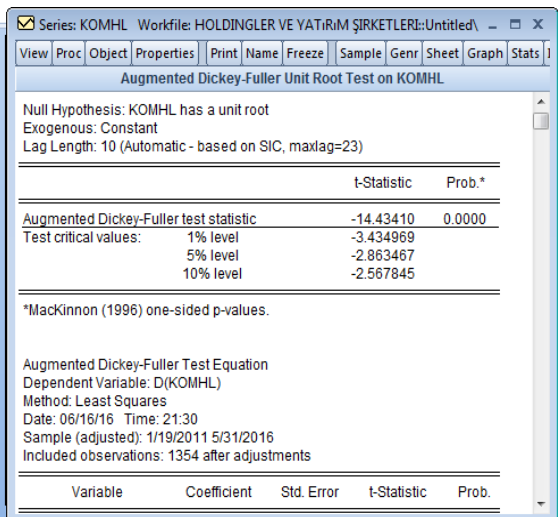 Series: KOMHL Workfile: HOLDINGLER VE YATıRıM ŞIRKETLERI::Untitled\
View Proc Object Properties Print Name Freeze Sample Genr Sheet Graph Stats
Augmented Dickey-Fuller Unit Root Test on KOMHL
Null Hypothesis: KOMHL has a unit root
Exogenous: Constant
Lag Length: 10 (Automatic - based on SIC, maxlag=23)
t-Statistic Prob.*
Augmented Dickey-Fuller test statistic -14.43410 0.0000
Test critical values: 1% level -3.434969
5% level -2.863467
10% level -2.567845
*MacKinnon (1996) one-sided p-values.
Augmented Dickey-Fuller Test Equation
Dependent Variable: D(KOMHL)
Method: Least Squares
Date: 06/16/16 Time: 21:30
Sample (adjusted): 1/19/2011 5/31/2016
Included observations: 1354 after adjustments
Variable Coefficient Std. Error t-Statistic Prob.